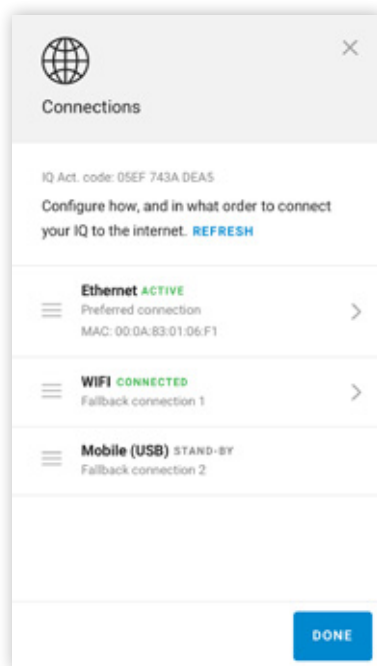 Connections
IQ Act. code: 05EF 743A DEA5
Configure how, and in what order to connect
your IQ to the internet. REFRESH
Ethernet ACTIVE
Preferred connection
MAC: 00:0A:83:01:06:F1
WIFI CONNECTED
Fallback connection 1
Mobile (USB) STAND-BY
Fallback connection 2
DONE